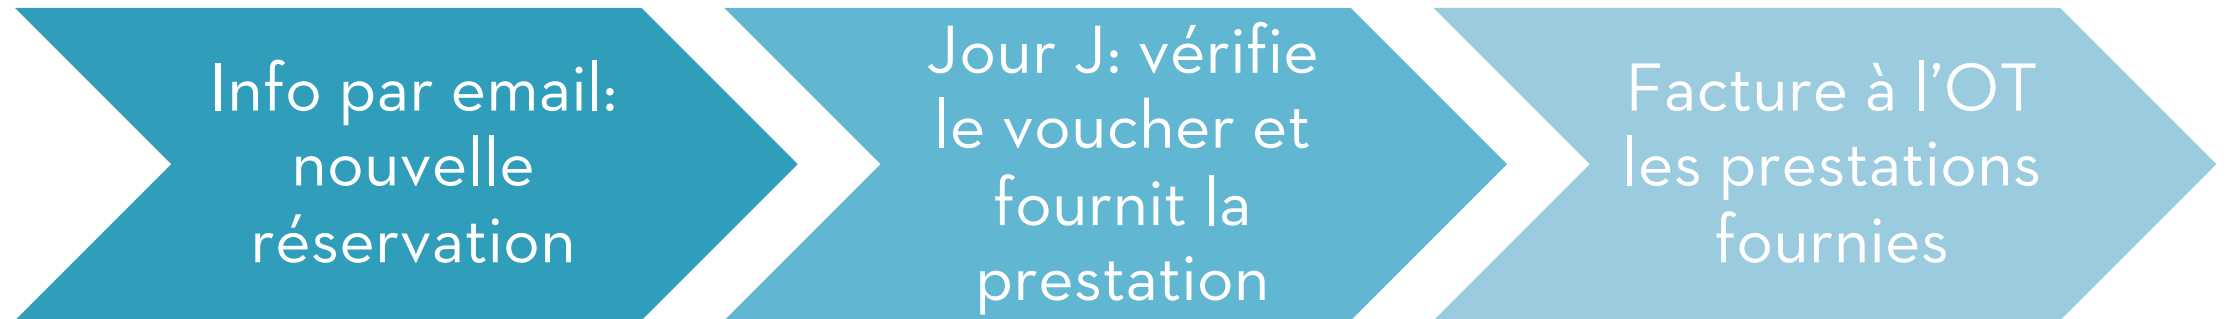 Info par email:
nouvelle
réservation
Jour J: vérifie
le voucher et
fournit la
prestation
Facture à l’OT
les prestations
fournies